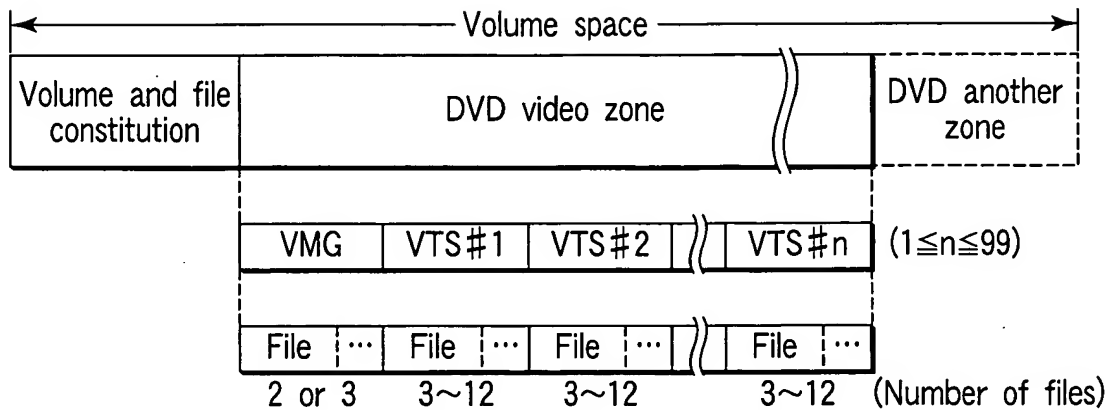 Volume space
Volume and file constitution
DVD video zone
DVD another zone
VMG VTS#1 VTS#2 VTS#n (1≦n≦99)
File ... File ... File ... File ...
2 or 3 3~12 3~12 3~12 (Number of files)